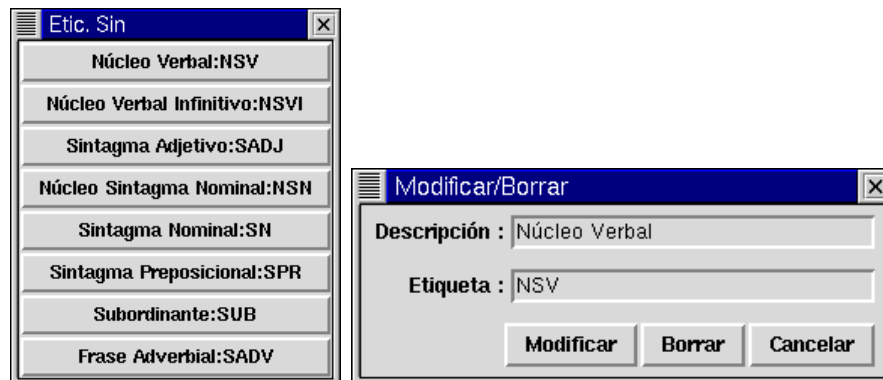 Etic. Sin
Núcleo Verbal:NSV
Núcleo Verbal Infinitivo:NSVI
Sintagma Adjetivo:SADJ
Núcleo Sintagma Nominal:NSN
Sintagma Nominal:SN
Sintagma Preposicional:SPR
Subordinante:SUB
Frase Adverbial:SADV
Modificar/Borrar
Descripción : Núcleo Verbal
Etiqueta : NSV
Modificar Borrar Cancelar